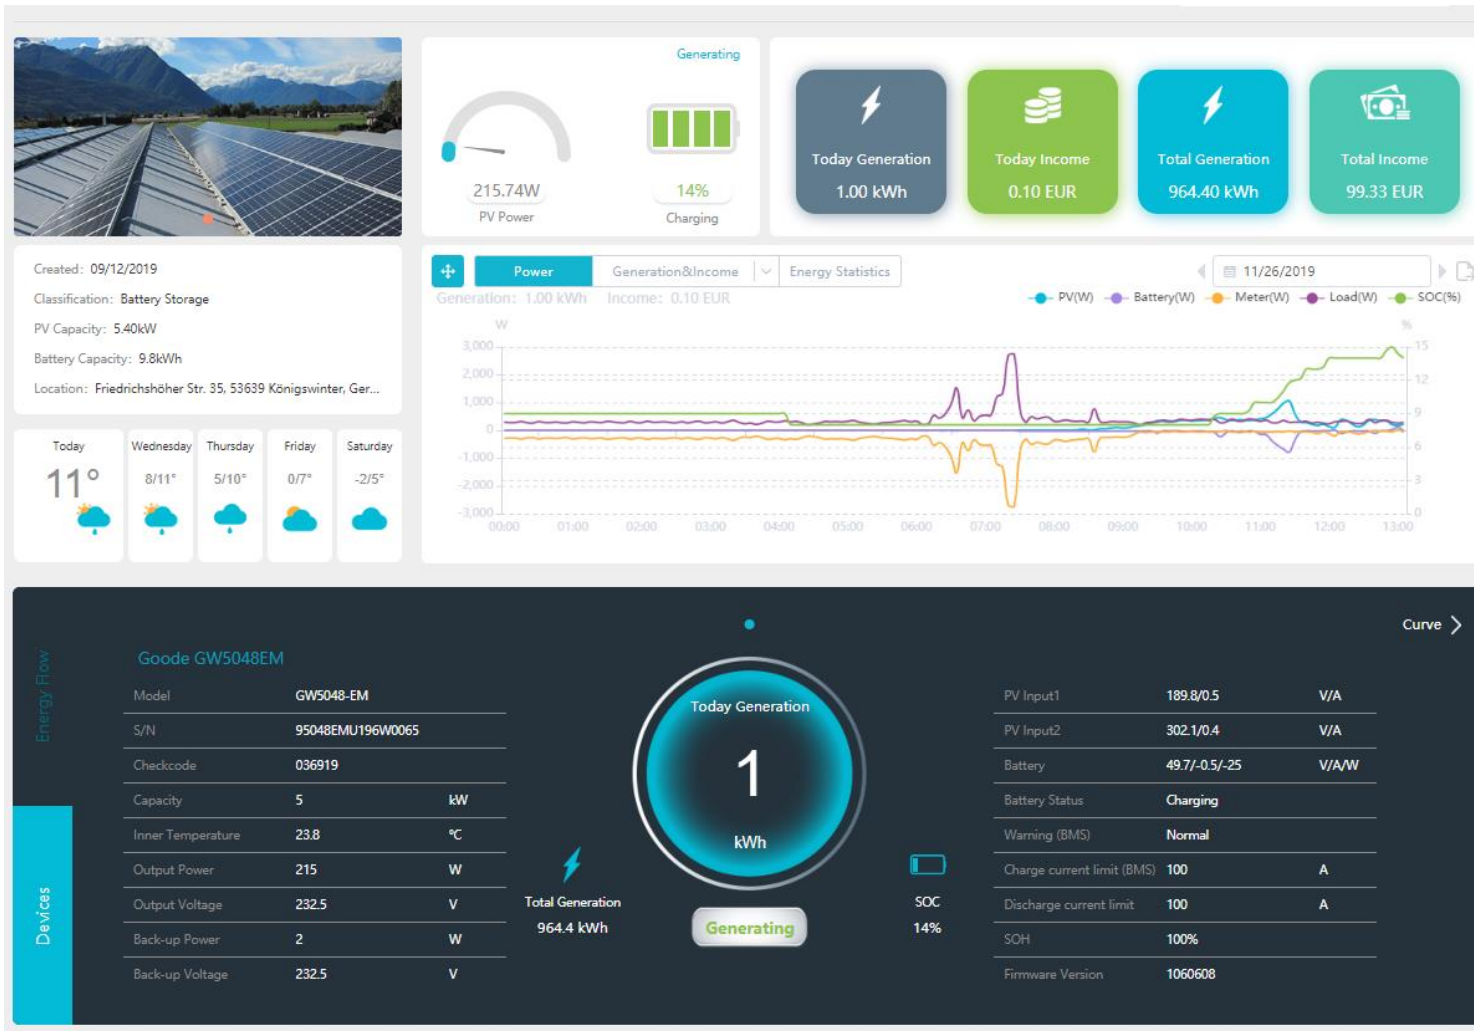 Generating
215.74W
PV Power
14%
Charging
Today Generation
1.00 kWh
Today Income
0.10 EUR
Total Generation
964.40 kWh
Total Income
99.33 EUR
Created: 09/12/2019
Classification: Battery Storage
PV Capacity: 5.40kW
Battery Capacity: 9.8kWh
Location: Friedrichshöher Str. 35, 53639 Königswinter, Ger...
Today
11°
Wednesday
8/11°
Thursday
5/10°
Friday
0/7°
Saturday
-2/5°
Power
Generation&Income
Energy Statistics
11/26/2019
Generation: 1.00 kWh Income: 0.10 EUR
PV(W) Battery(W) Meter(W) Load(W) SOC(%)
W
3,000
2,000
1,000
0
-1,000
-2,000
-3,000
%
15
12
9
6
3
0
00:00 01:00 02:00 03:00 04:00 05:00 06:00 07:00 08:00 09:00 10:00 11:00 12:00 13:00
Energy Flow
Devices
Curve
Goode GW5048EM
Model GW5048-EM
S/N 95048EMU196W0065
Checkcode 036919
Capacity 5 kW
Inner Temperature 23.8 °C
Output Power 215 W
Output Voltage 232.5 V
Back-up Power 2 W
Back-up Voltage 232.5 V
Today Generation
1
kWh
Total Generation
964.4 kWh
Generating
SOC
14%
PV Input1 189.8/0.5 V/A
PV Input2 302.1/0.4 V/A
Battery 49.7/-0.5/-25 V/A/W
Battery Status Charging
Warning (BMS) Normal
Charge current limit (BMS) 100 A
Discharge current limit 100 A
SOH 100%
Firmware Version 1060608